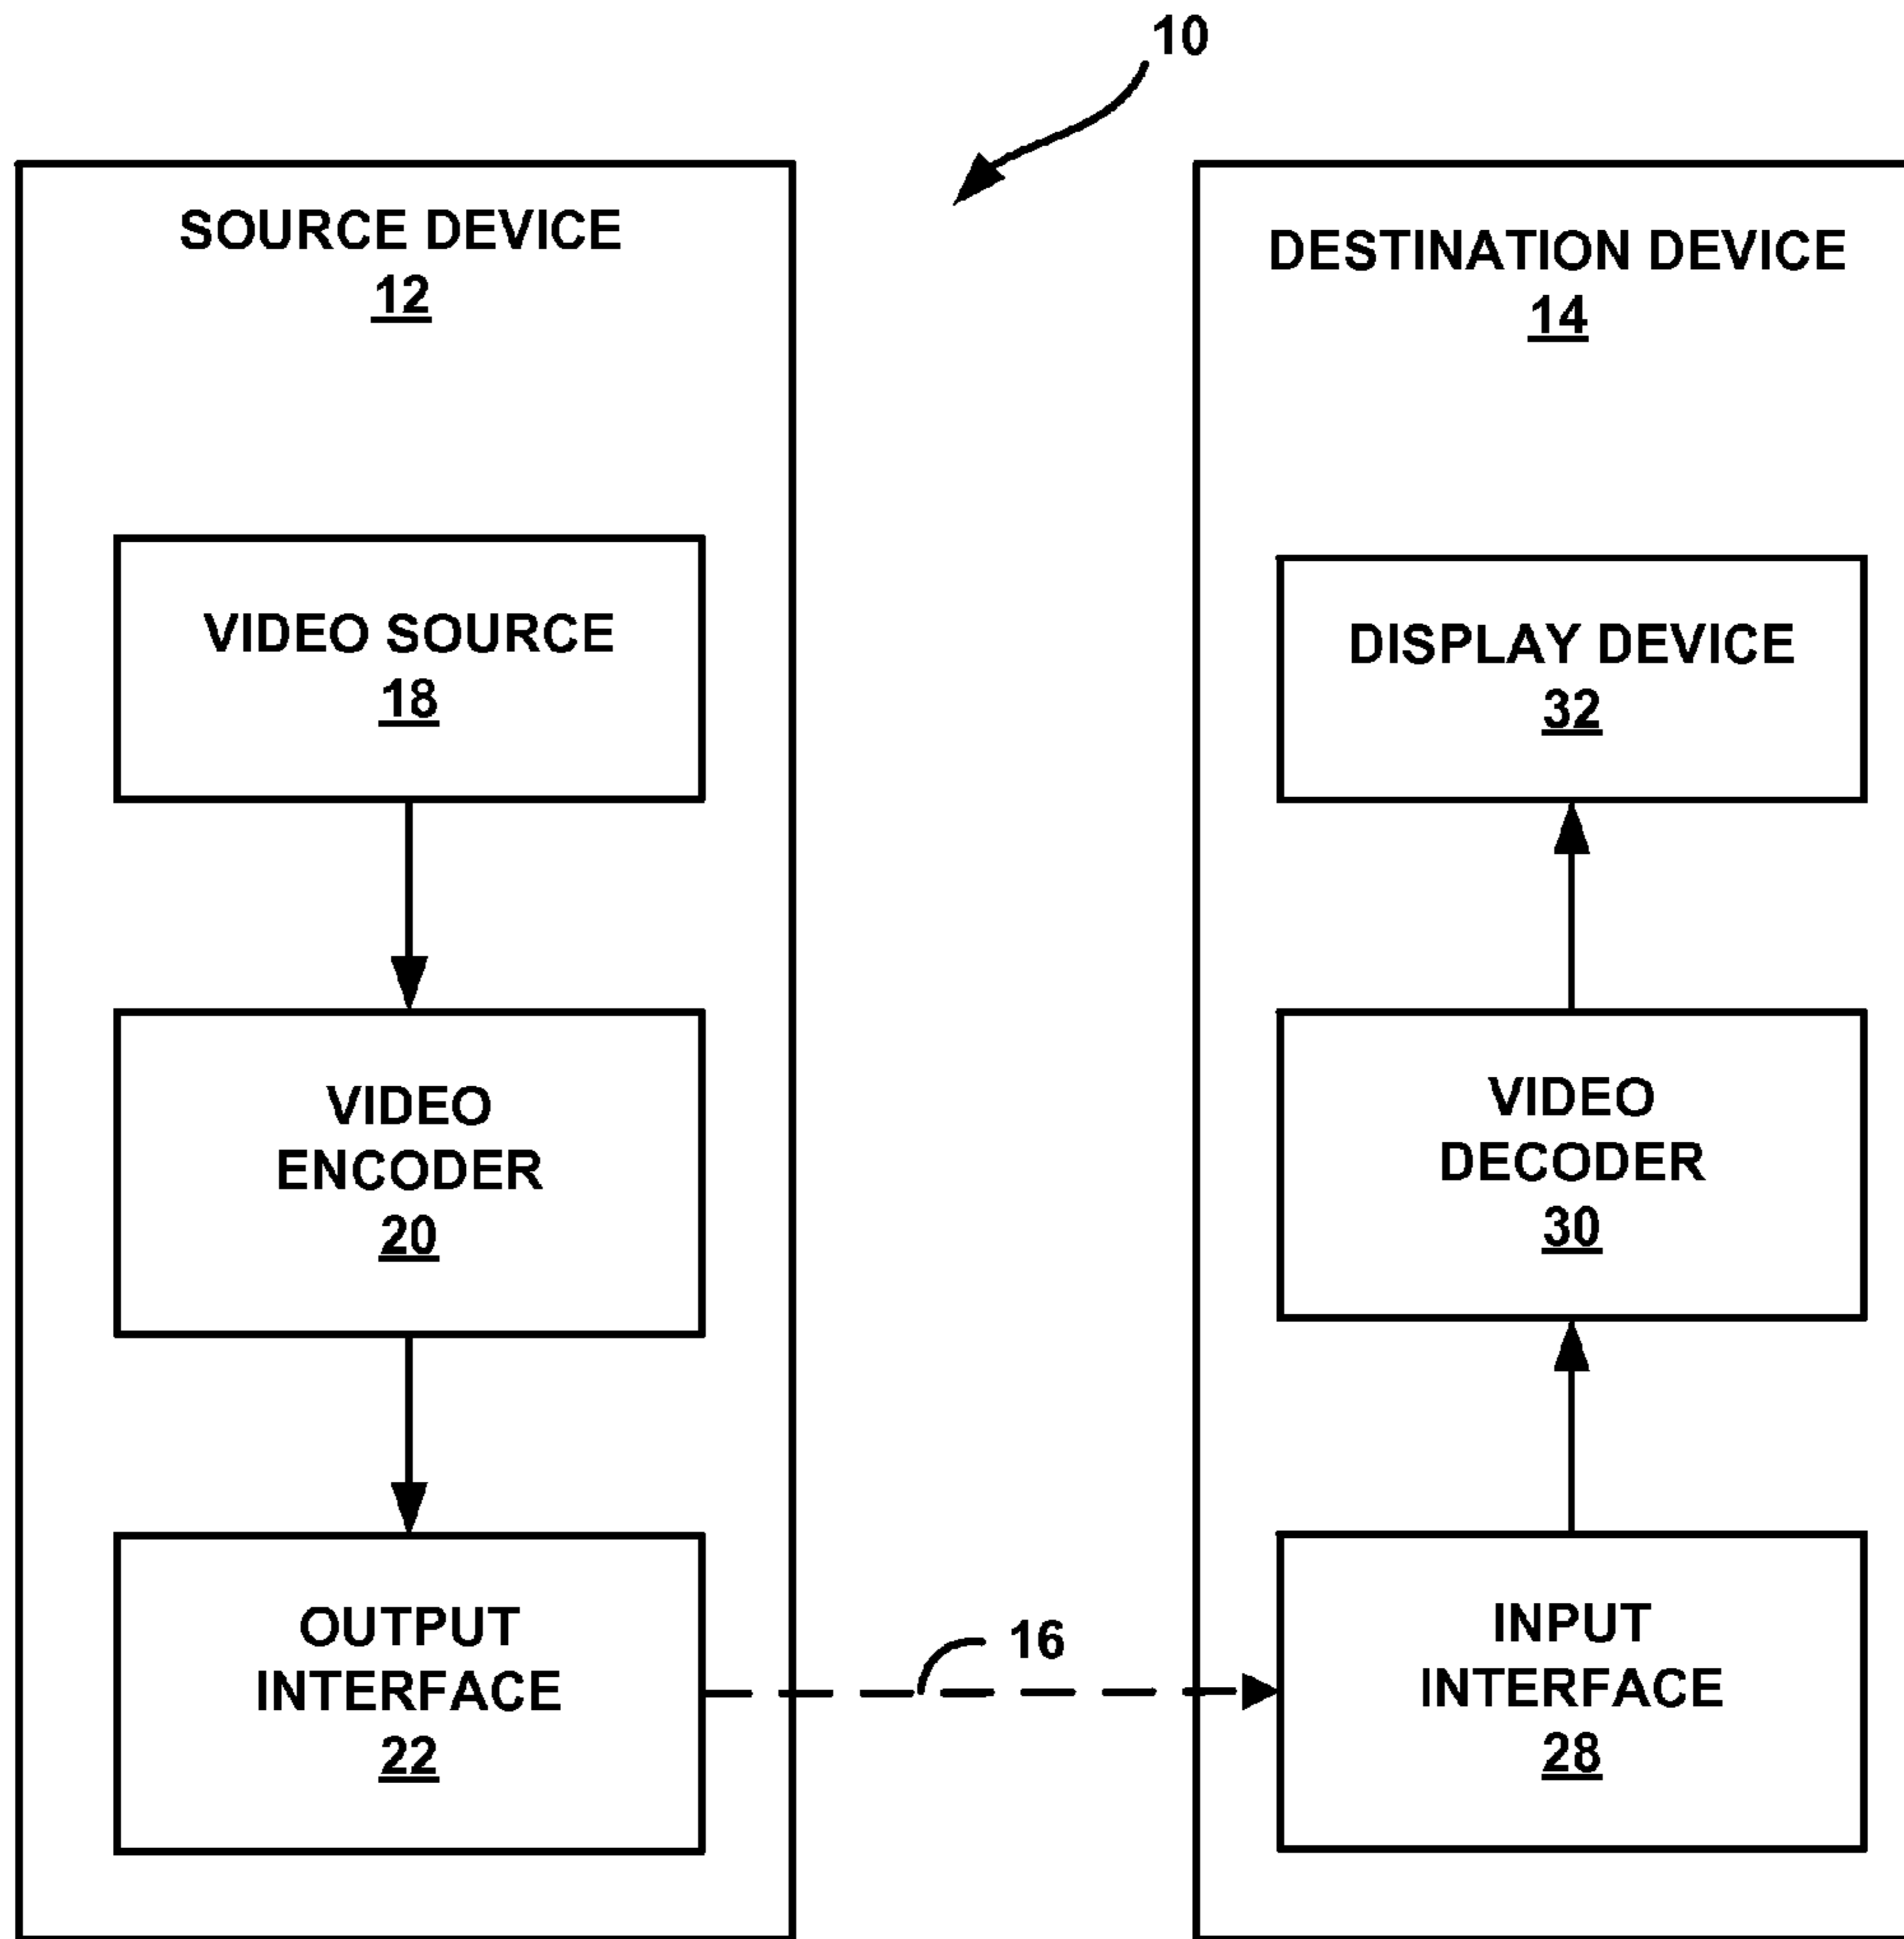 10
SOURCE DEVICE
12
VIDEO SOURCE
18
VIDEO
ENCODER
20
OUTPUT
INTERFACE
22
16
DESTINATION DEVICE
14
DISPLAY DEVICE
32
VIDEO
DECODER
30
INPUT
INTERFACE
28